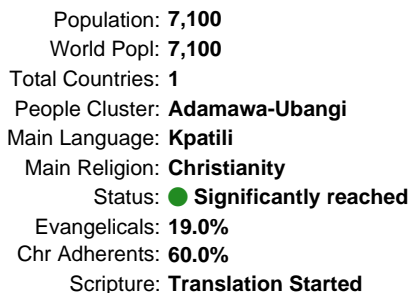 Population: 7,100
World Popl: 7,100
Total Countries: 1
People Cluster: Adamawa-Ubangi
Main Language: Kpatili
Main Religion: Christianity
Status: Significantly reached
Evangelicals: 19.0%
Chr Adherents: 60.0%
Scripture: Translation Started